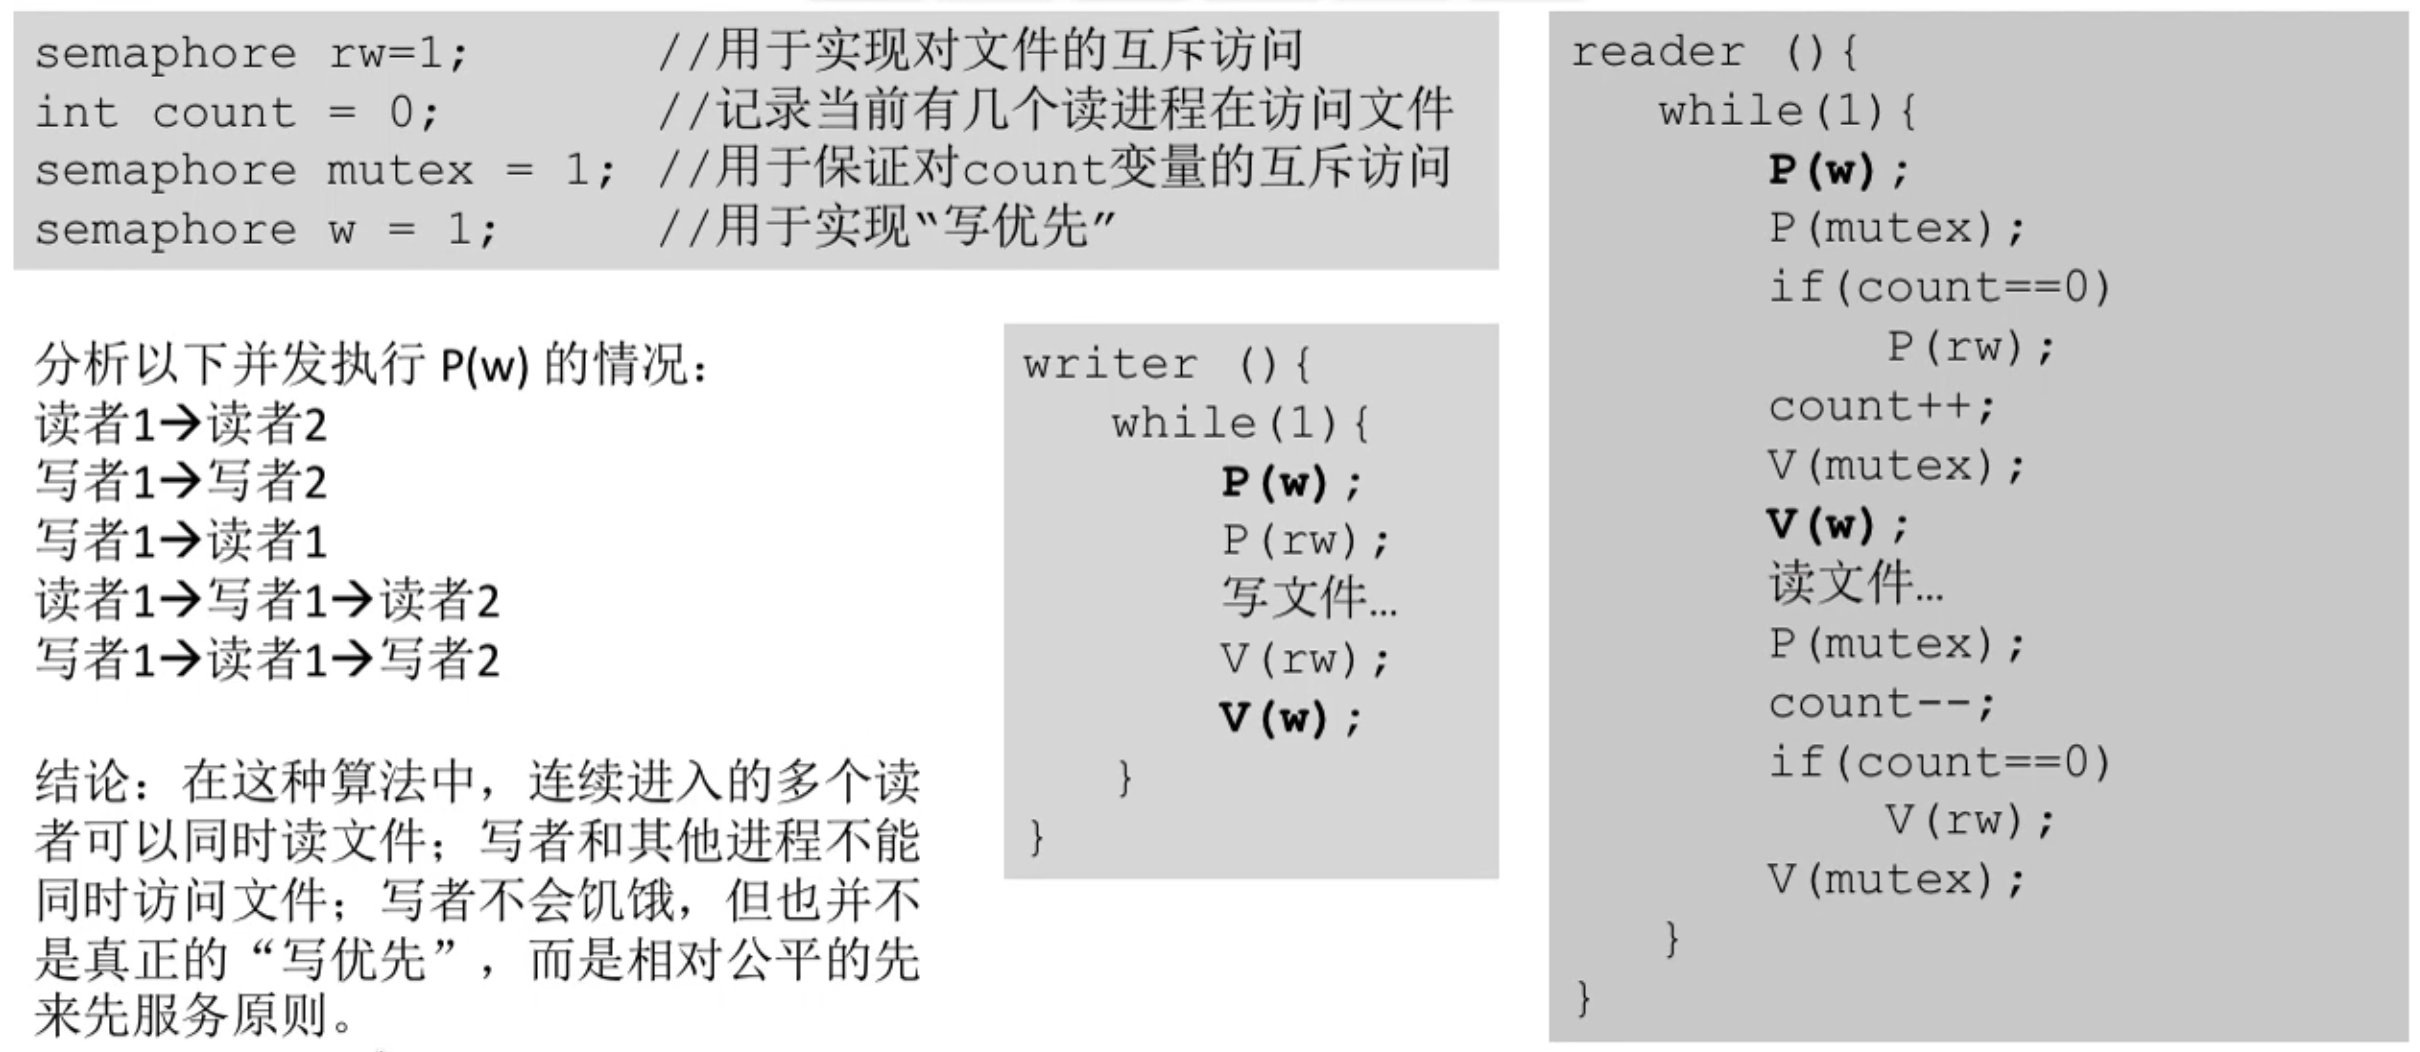 semaphore rw=1; //用于实现对文件的互斥访问
int count = 0; //记录当前有几个读进程在访问文件
semaphore mutex = 1; //用于保证对count变量的互斥访问
semaphore w = 1; //用于实现“写优先”
分析以下并发执行 P(w) 的情况：
读者1→读者2
写者1→写者2
写者1→读者1
读者1→写者1→读者2
写者1→读者1→写者2
结论：在这种算法中，连续进入的多个读
者可以同时读文件；写者和其他进程不能
同时访问文件；写者不会饥饿，但也并不
是真正的“写优先”，而是相对公平的先
来先服务原则。
writer (){
while(1){
P(w);
P(rw);
写文件…
V(rw);
V(w);
}
}
reader (){
while(1){
P(w);
P(mutex);
if(count==0)
P(rw);
count++;
V(mutex);
V(w);
读文件…
P(mutex);
count--;
if(count==0)
V(rw);
V(mutex);
}
}